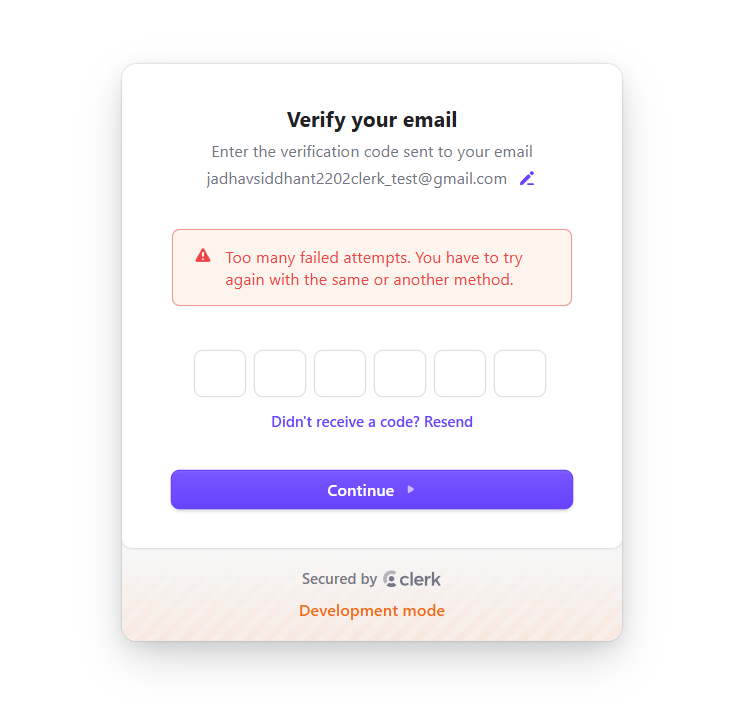 Verify your email
Enter the verification code sent to your email
jadhavsiddhant2202clerk_test@gmail.com
Too many failed attempts. You have to try
again with the same or another method.
Didn't receive a code? Resend
Continue
Secured by clerk
Development mode